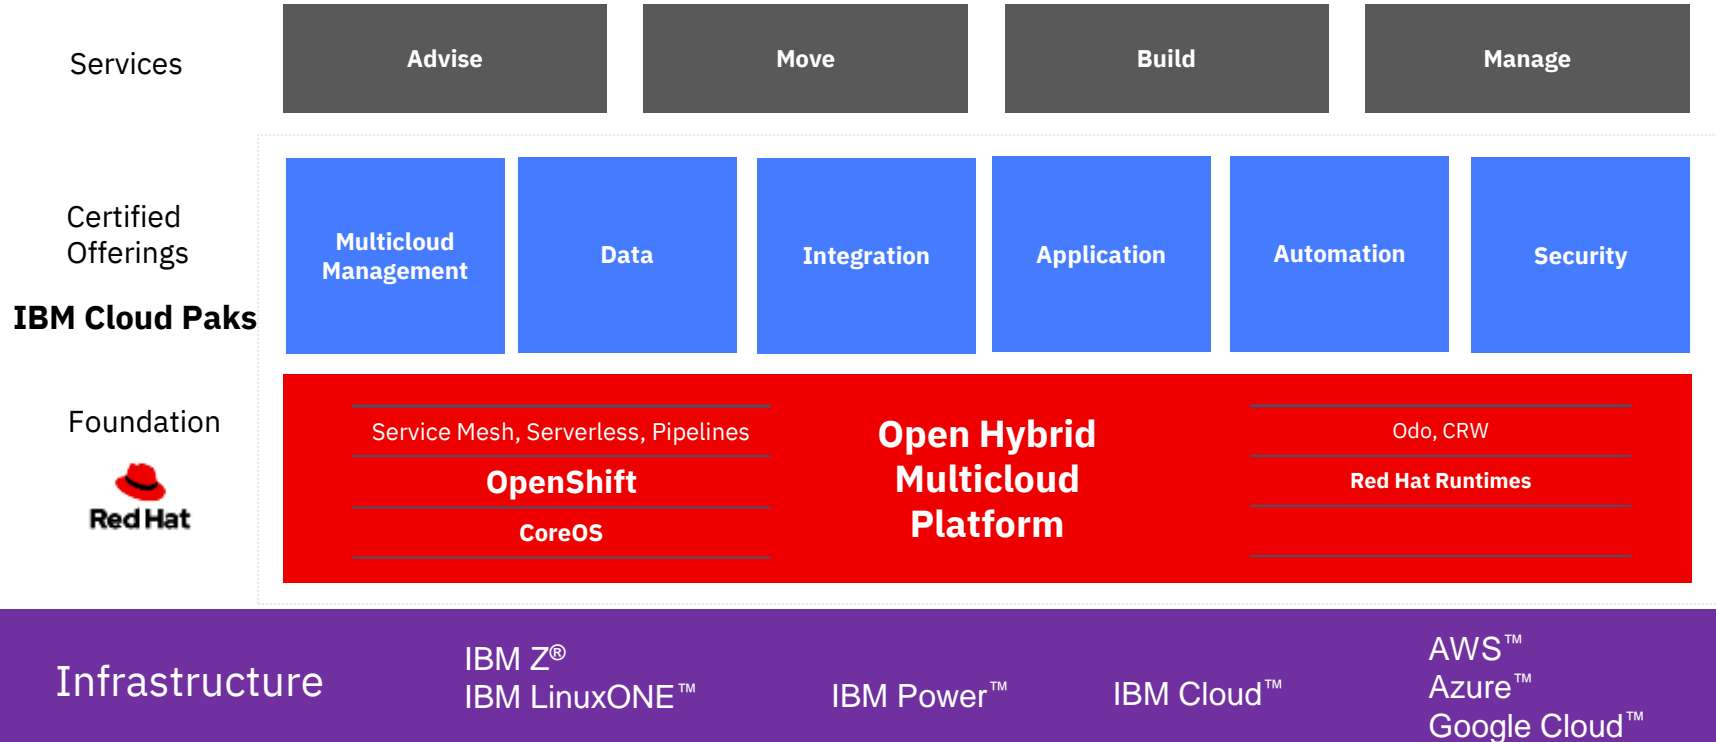 Services
Advise
Move
Build
Manage
Certified
Offerings
IBM Cloud Paks
Multicloud
Management
Data
Integration
Application
Automation
Security
Foundation
Red Hat
Service Mesh, Serverless, Pipelines
OpenShift
CoreOS
Open Hybrid
Multicloud
Platform
Odo, CRW
Red Hat Runtimes
Infrastructure
IBM Z®
IBM LinuxONE™
IBM Power™
IBM Cloud™
AWS™
Azure™
Google Cloud™